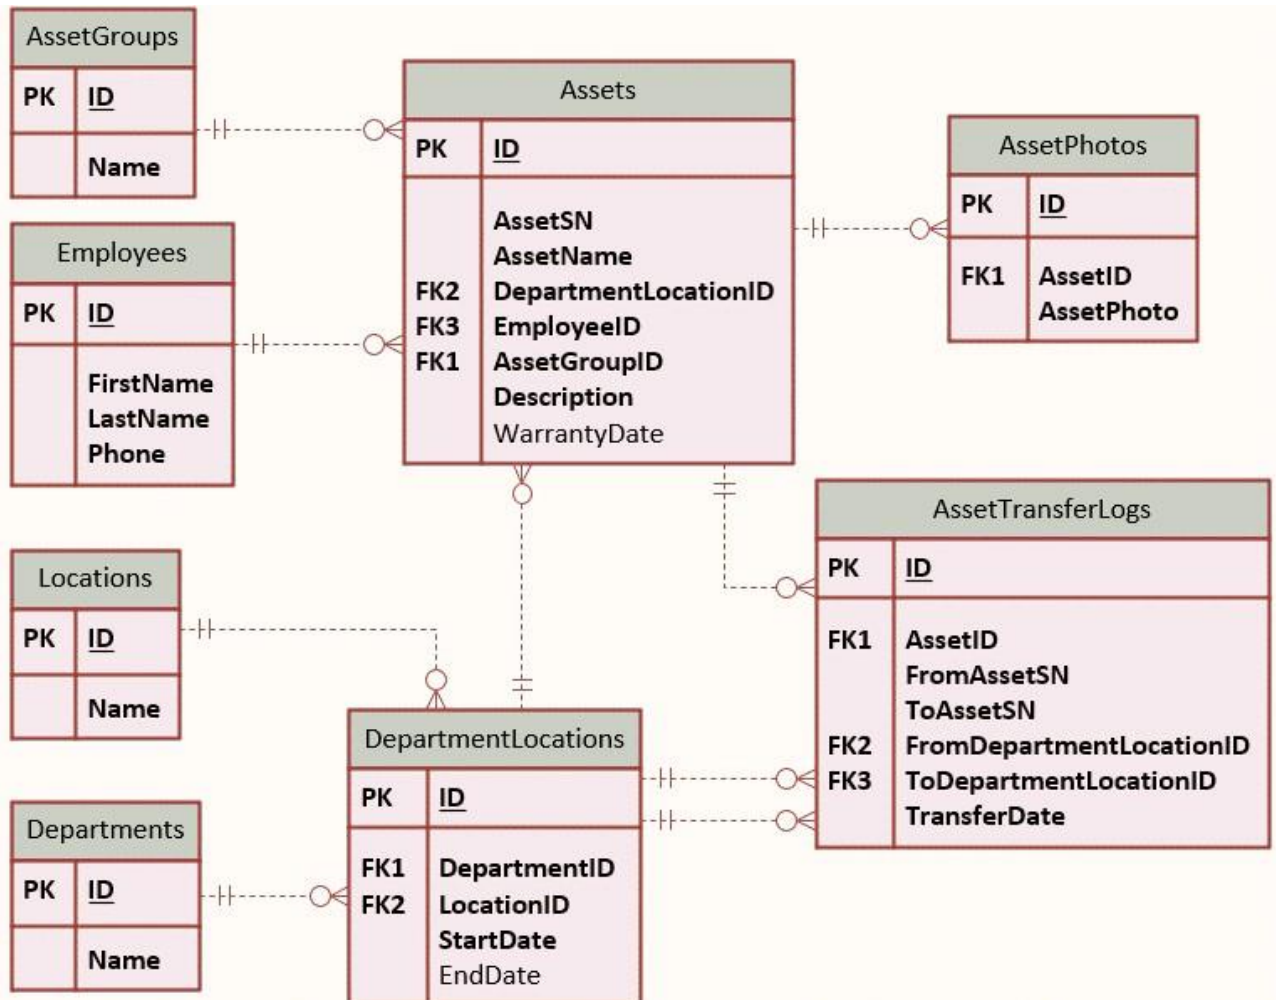 AssetGroups
PK ID
Name
Assets
PK ID
AssetSN
AssetName
FK2 DepartmentLocationID
FK3 EmployeeID
FK1 AssetGroupID
Description
WarrantyDate
AssetPhotos
PK ID
FK1 AssetID
AssetPhoto
Employees
PK ID
FirstName
LastName
Phone
AssetTransferLogs
PK ID
FK1 AssetID
FromAssetSN
ToAssetSN
FK2 FromDepartmentLocationID
FK3 ToDepartmentLocationID
TransferDate
Locations
PK ID
Name
DepartmentLocations
PK ID
FK1 DepartmentID
FK2 LocationID
StartDate
EndDate
Departments
PK ID
Name